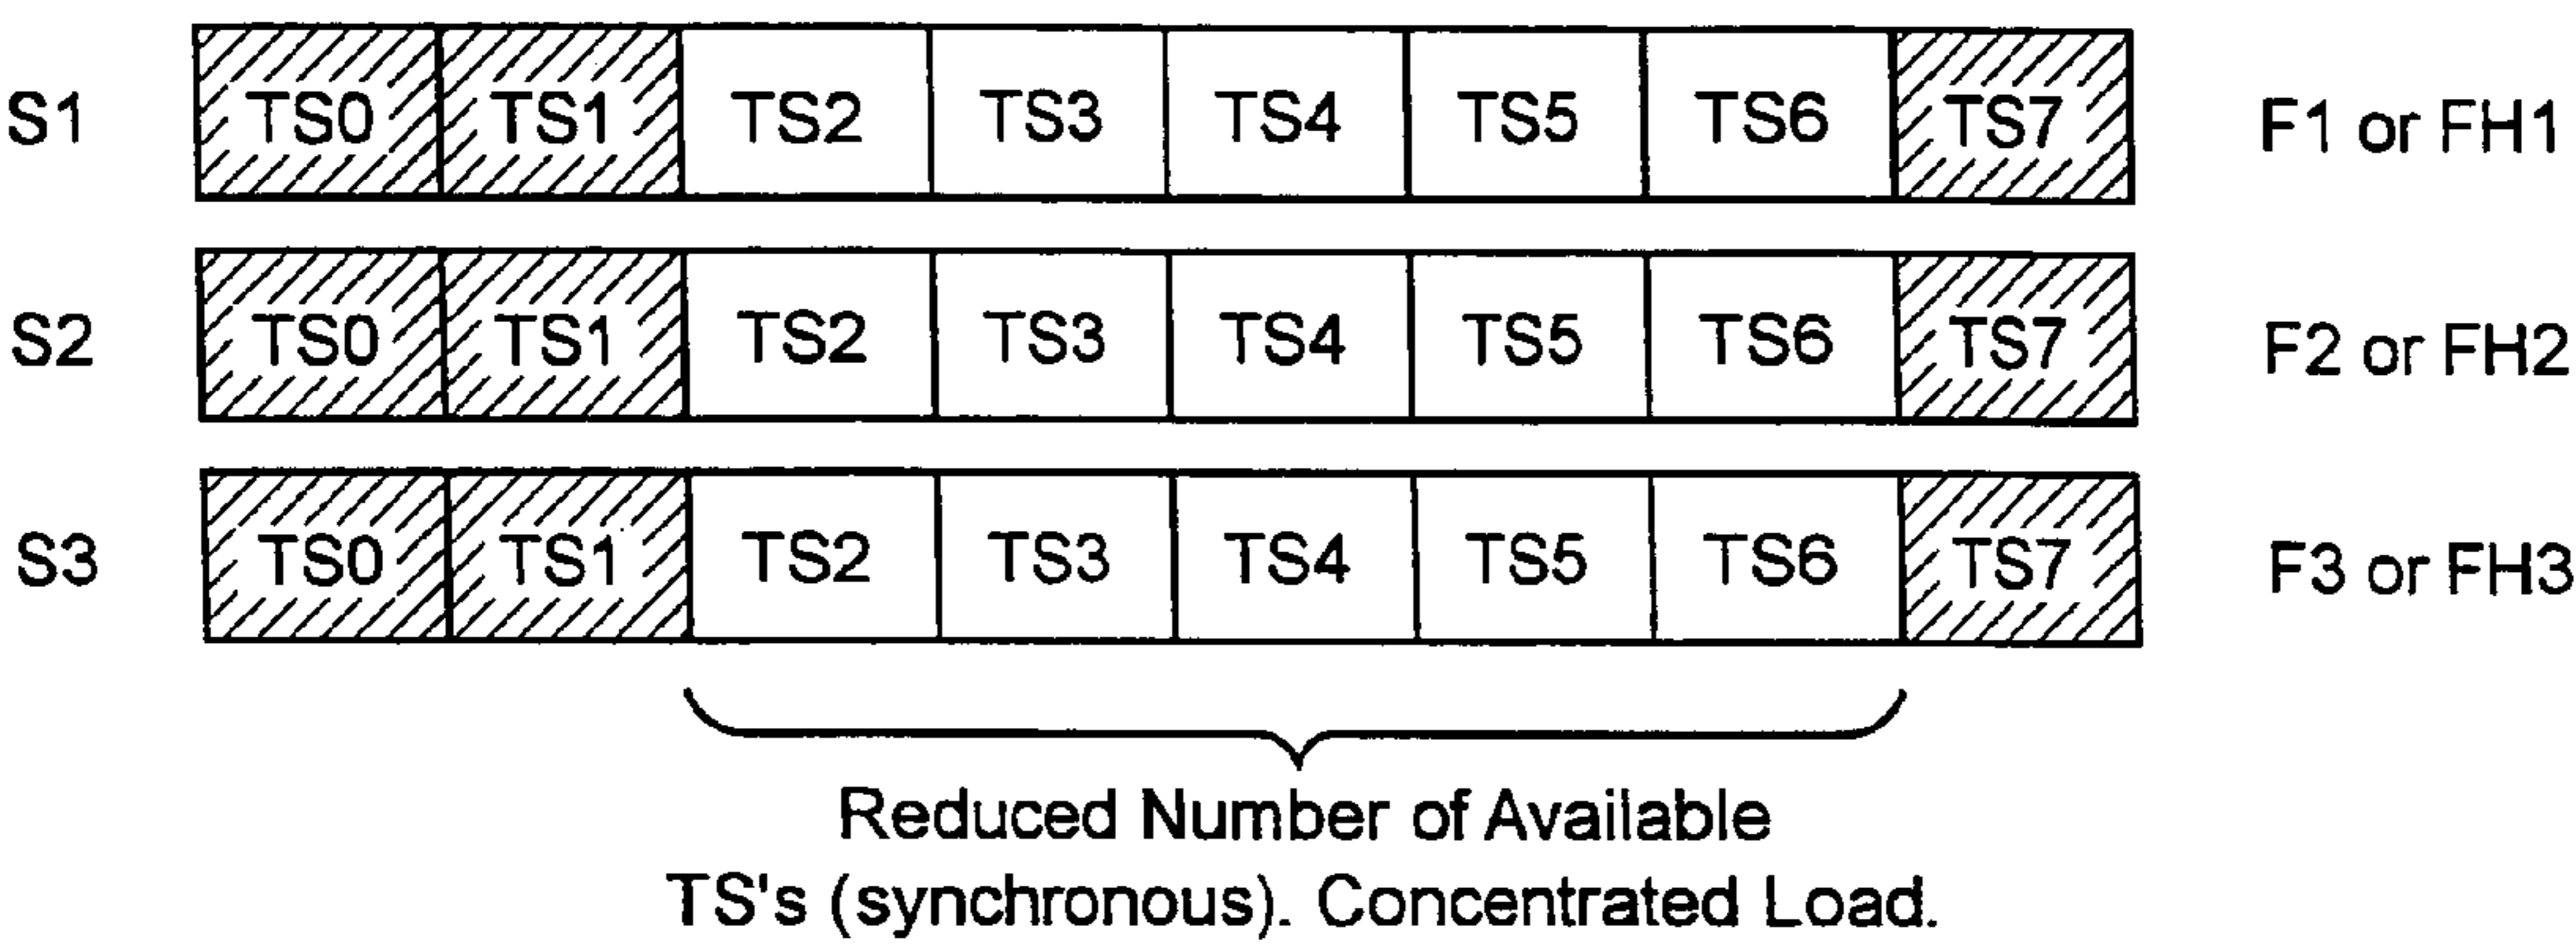 S1 TS0 TS1 TS2 TS3 TS4 TS5 TS6 TS7 F1 or FH1
S2 TS0 TS1 TS2 TS3 TS4 TS5 TS6 TS7 F2 or FH2
S3 TS0 TS1 TS2 TS3 TS4 TS5 TS6 TS7 F3 or FH3
Reduced Number of Available
TS's (synchronous). Concentrated Load.